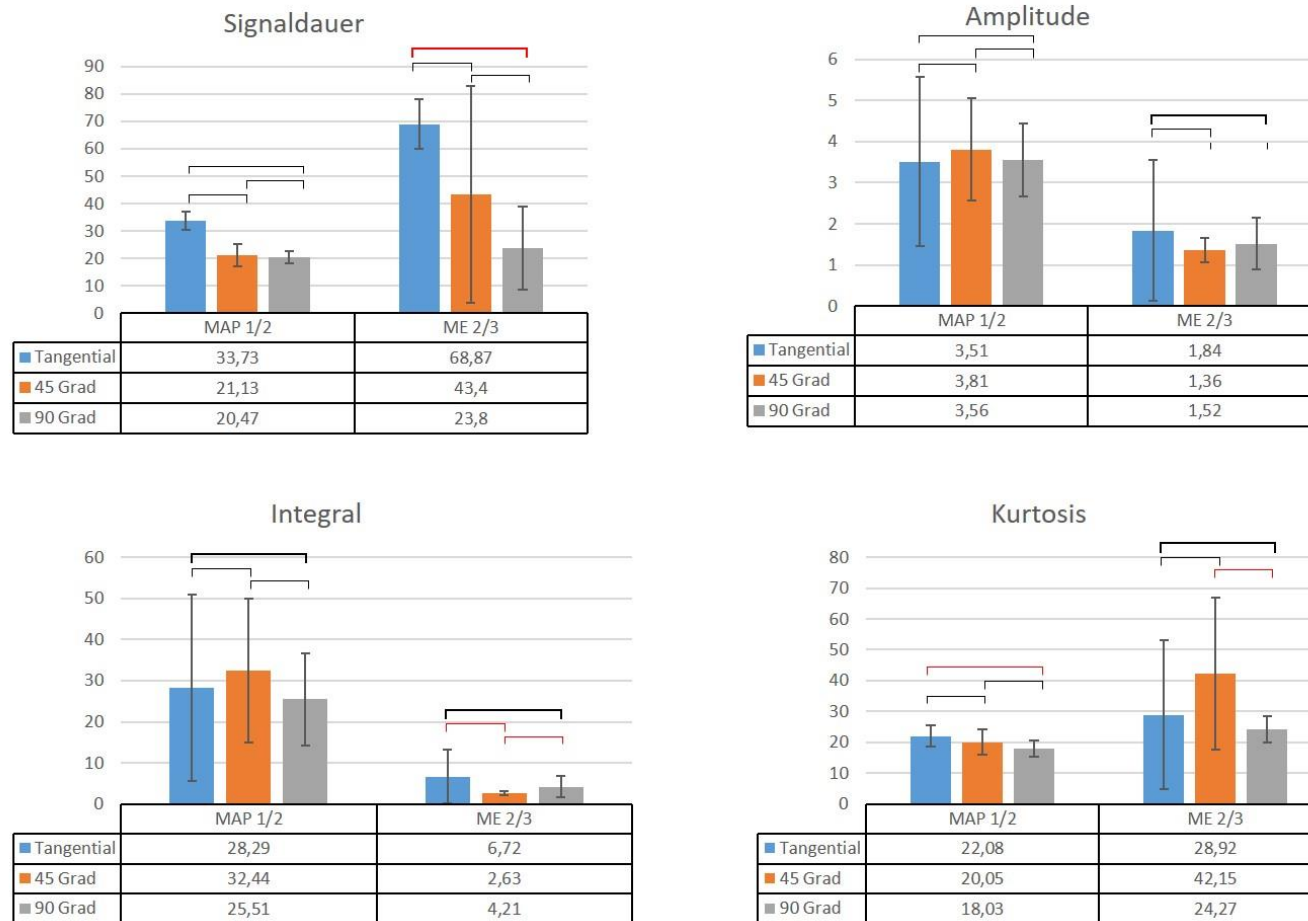 Signaldauer
90
80
70
60
50
40
30
20
10
0
MAP 1/2 ME 2/3
Tangential 33,73 68,87
45 Grad 21,13 43,4
90 Grad 20,47 23,8
Amplitude
6
5
4
3
2
1
0
MAP 1/2 ME 2/3
Tangential 3,51 1,84
45 Grad 3,81 1,36
90 Grad 3,56 1,52
Integral
60
50
40
30
20
10
0
MAP 1/2 ME 2/3
Tangential 28,29 6,72
45 Grad 32,44 2,63
90 Grad 25,51 4,21
Kurtosis
80
70
60
50
40
30
20
10
0
MAP 1/2 ME 2/3
Tangential 22,08 28,92
45 Grad 20,05 42,15
90 Grad 18,03 24,27